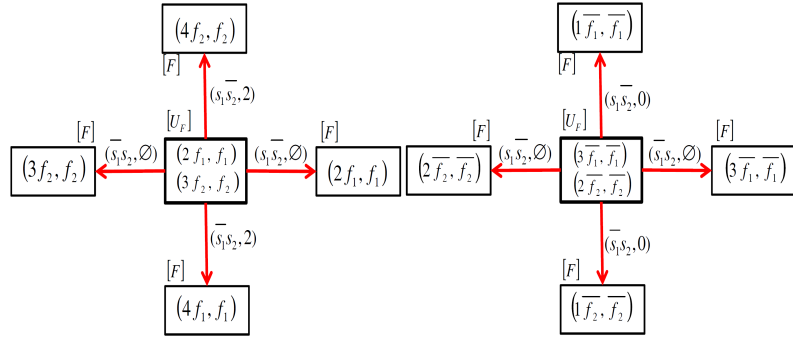 (4f₂, f₂)
[F]
(s₁s̅₂,2)
[U_F]
[F]
(s̅₁s₂,∅)
(s₁s̅₂,∅)
[F]
(3f₂, f₂)
(2f₁, f₁)
(3f₂, f₂)
(2f₁, f₁)
(s̅₁s₂,2)
[F]
(4f₁, f₁)
(1f̅₁, f̅₁)
[F]
(s₁s̅₂,0)
[U_F]
[F]
(s₁s̅₂,∅)
(s₁s̅₂,∅)
[F]
(2f̅₂, f̅₂)
(3f̅₁, f̅₁)
(2f̅₂, f̅₂)
(3f̅₁, f̅₁)
(s̅₁s₂,0)
[F]
(1f̅₂, f̅₂)